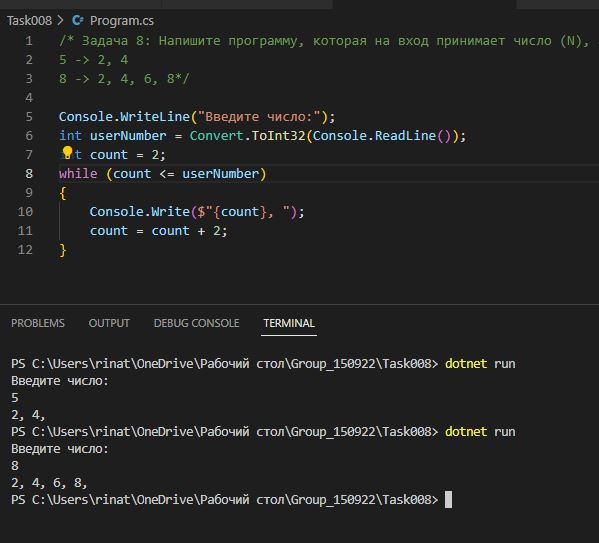 Task008 > Program.cs
1 /* Задача 8: Напишите программу, которая на вход принимает число (N),
2 5 -> 2, 4
3 8 -> 2, 4, 6, 8*/
4
5 Console.WriteLine("Введите число:");
6 int userNumber = Convert.ToInt32(Console.ReadLine());
7 int count = 2;
8 while (count <= userNumber)
9 {
10 Console.Write($"{count}, ");
11 count = count + 2;
12 }
PROBLEMS OUTPUT DEBUG CONSOLE TERMINAL
PS C:\Users\rinat\OneDrive\Рабочий стол\Group_150922\Task008> dotnet run
Введите число:
5
2, 4,
PS C:\Users\rinat\OneDrive\Рабочий стол\Group_150922\Task008> dotnet run
Введите число:
8
2, 4, 6, 8,
PS C:\Users\rinat\OneDrive\Рабочий стол\Group_150922\Task008>